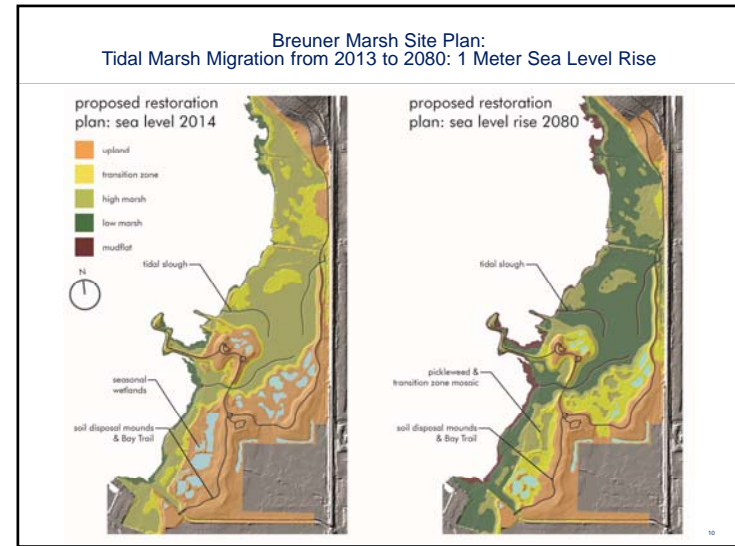 Breuner Marsh Site Plan:
Tidal Marsh Migration from 2013 to 2080: 1 Meter Sea Level Rise
proposed restoration
plan: sea level 2014
upland
transition zone
high marsh
low marsh
mudflat
N
tidal slough
seasonal
wetlands
soil disposal mounds
& Bay Trail
proposed restoration
plan: sea level rise 2080
tidal slough
pickleweed &
transition zone mosaic
soil disposal mounds
& Bay Trail
10